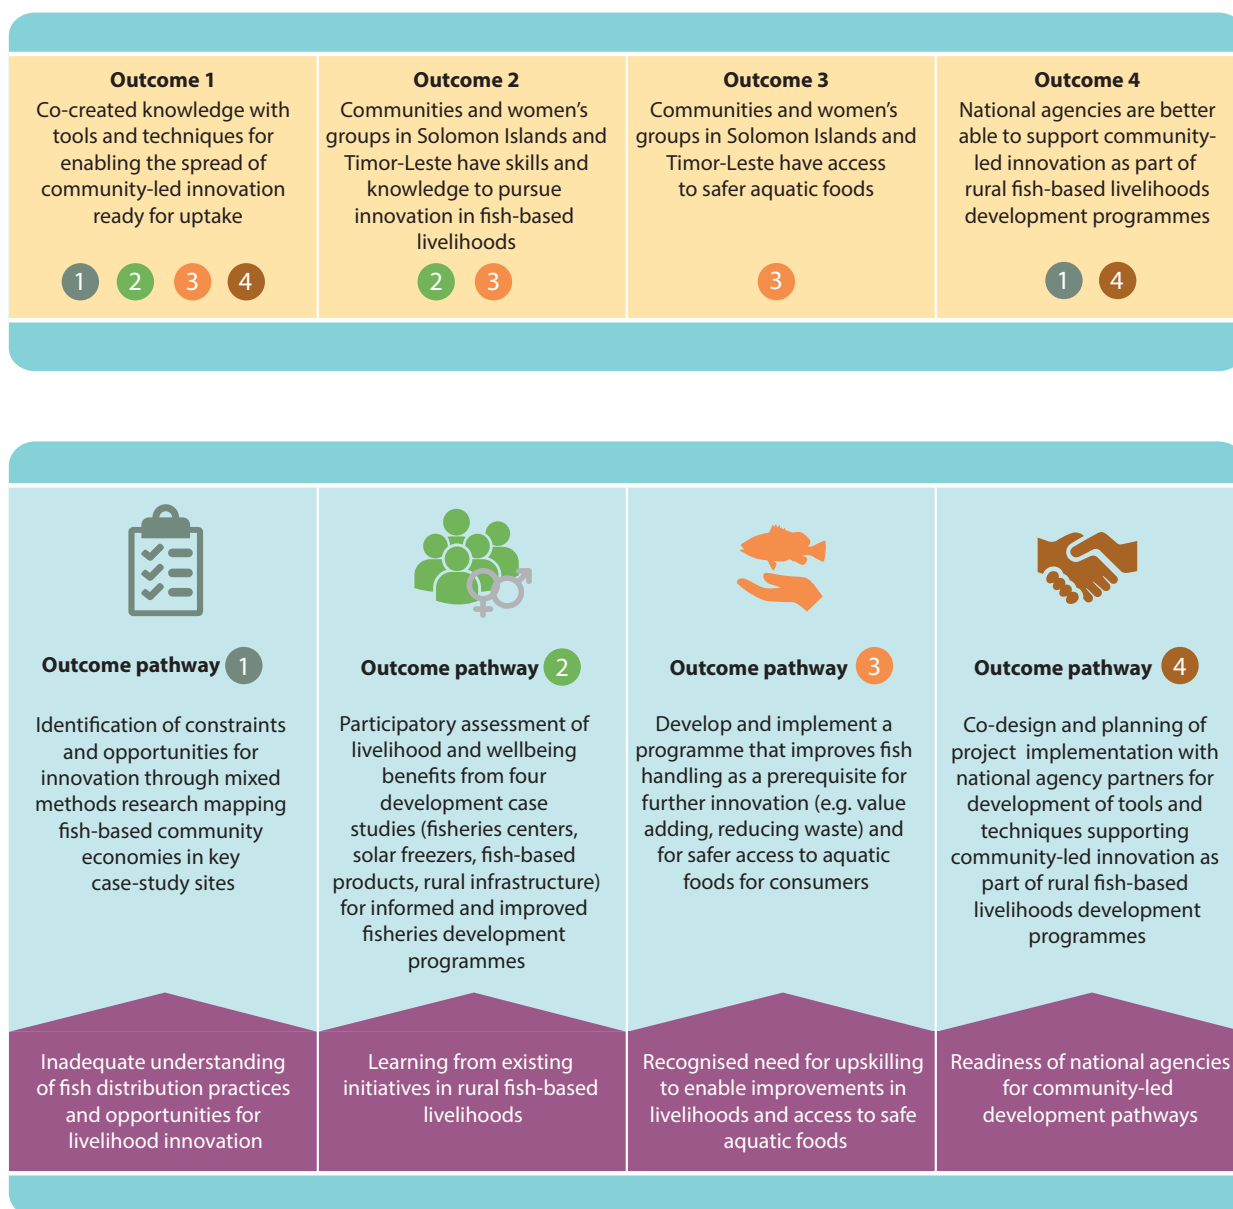 Outcome 1
Co-created knowledge with
tools and techniques for
enabling the spread of
community-led innovation
ready for uptake
1 2 3 4
Outcome 2
Communities and women's
groups in Solomon Islands and
Timor-Leste have skills and
knowledge to pursue
innovation in fish-based
livelihoods
2 3
Outcome 3
Communities and women's
groups in Solomon Islands and
Timor-Leste have access
to safer aquatic foods
3
Outcome 4
National agencies are better
able to support community-
led innovation as part of
rural fish-based livelihoods
development programmes
1 4
Outcome pathway 1
Identification of constraints
and opportunities for
innovation through mixed
methods research mapping
fish-based community
economies in key
case-study sites
Inadequate understanding
of fish distribution practices
and opportunities for
livelihood innovation
Outcome pathway 2
Participatory assessment of
livelihood and wellbeing
benefits from four
development case
studies (fisheries centers,
solar freezers, fish-based
products, rural infrastructure)
for informed and improved
fisheries development
programmes
Learning from existing
initiatives in rural fish-based
livelihoods
Outcome pathway 3
Develop and implement a
programme that improves fish
handling as a prerequisite for
further innovation (e.g. value
adding, reducing waste) and
for safer access to aquatic
foods for consumers
Recognised need for upskilling
to enable improvements in
livelihoods and access to safe
aquatic foods
Outcome pathway 4
Co-design and planning of
project implementation with
national agency partners for
development of tools and
techniques supporting
community-led innovation as
part of rural fish-based
livelihoods development
programmes
Readiness of national agencies
for community-led
development pathways